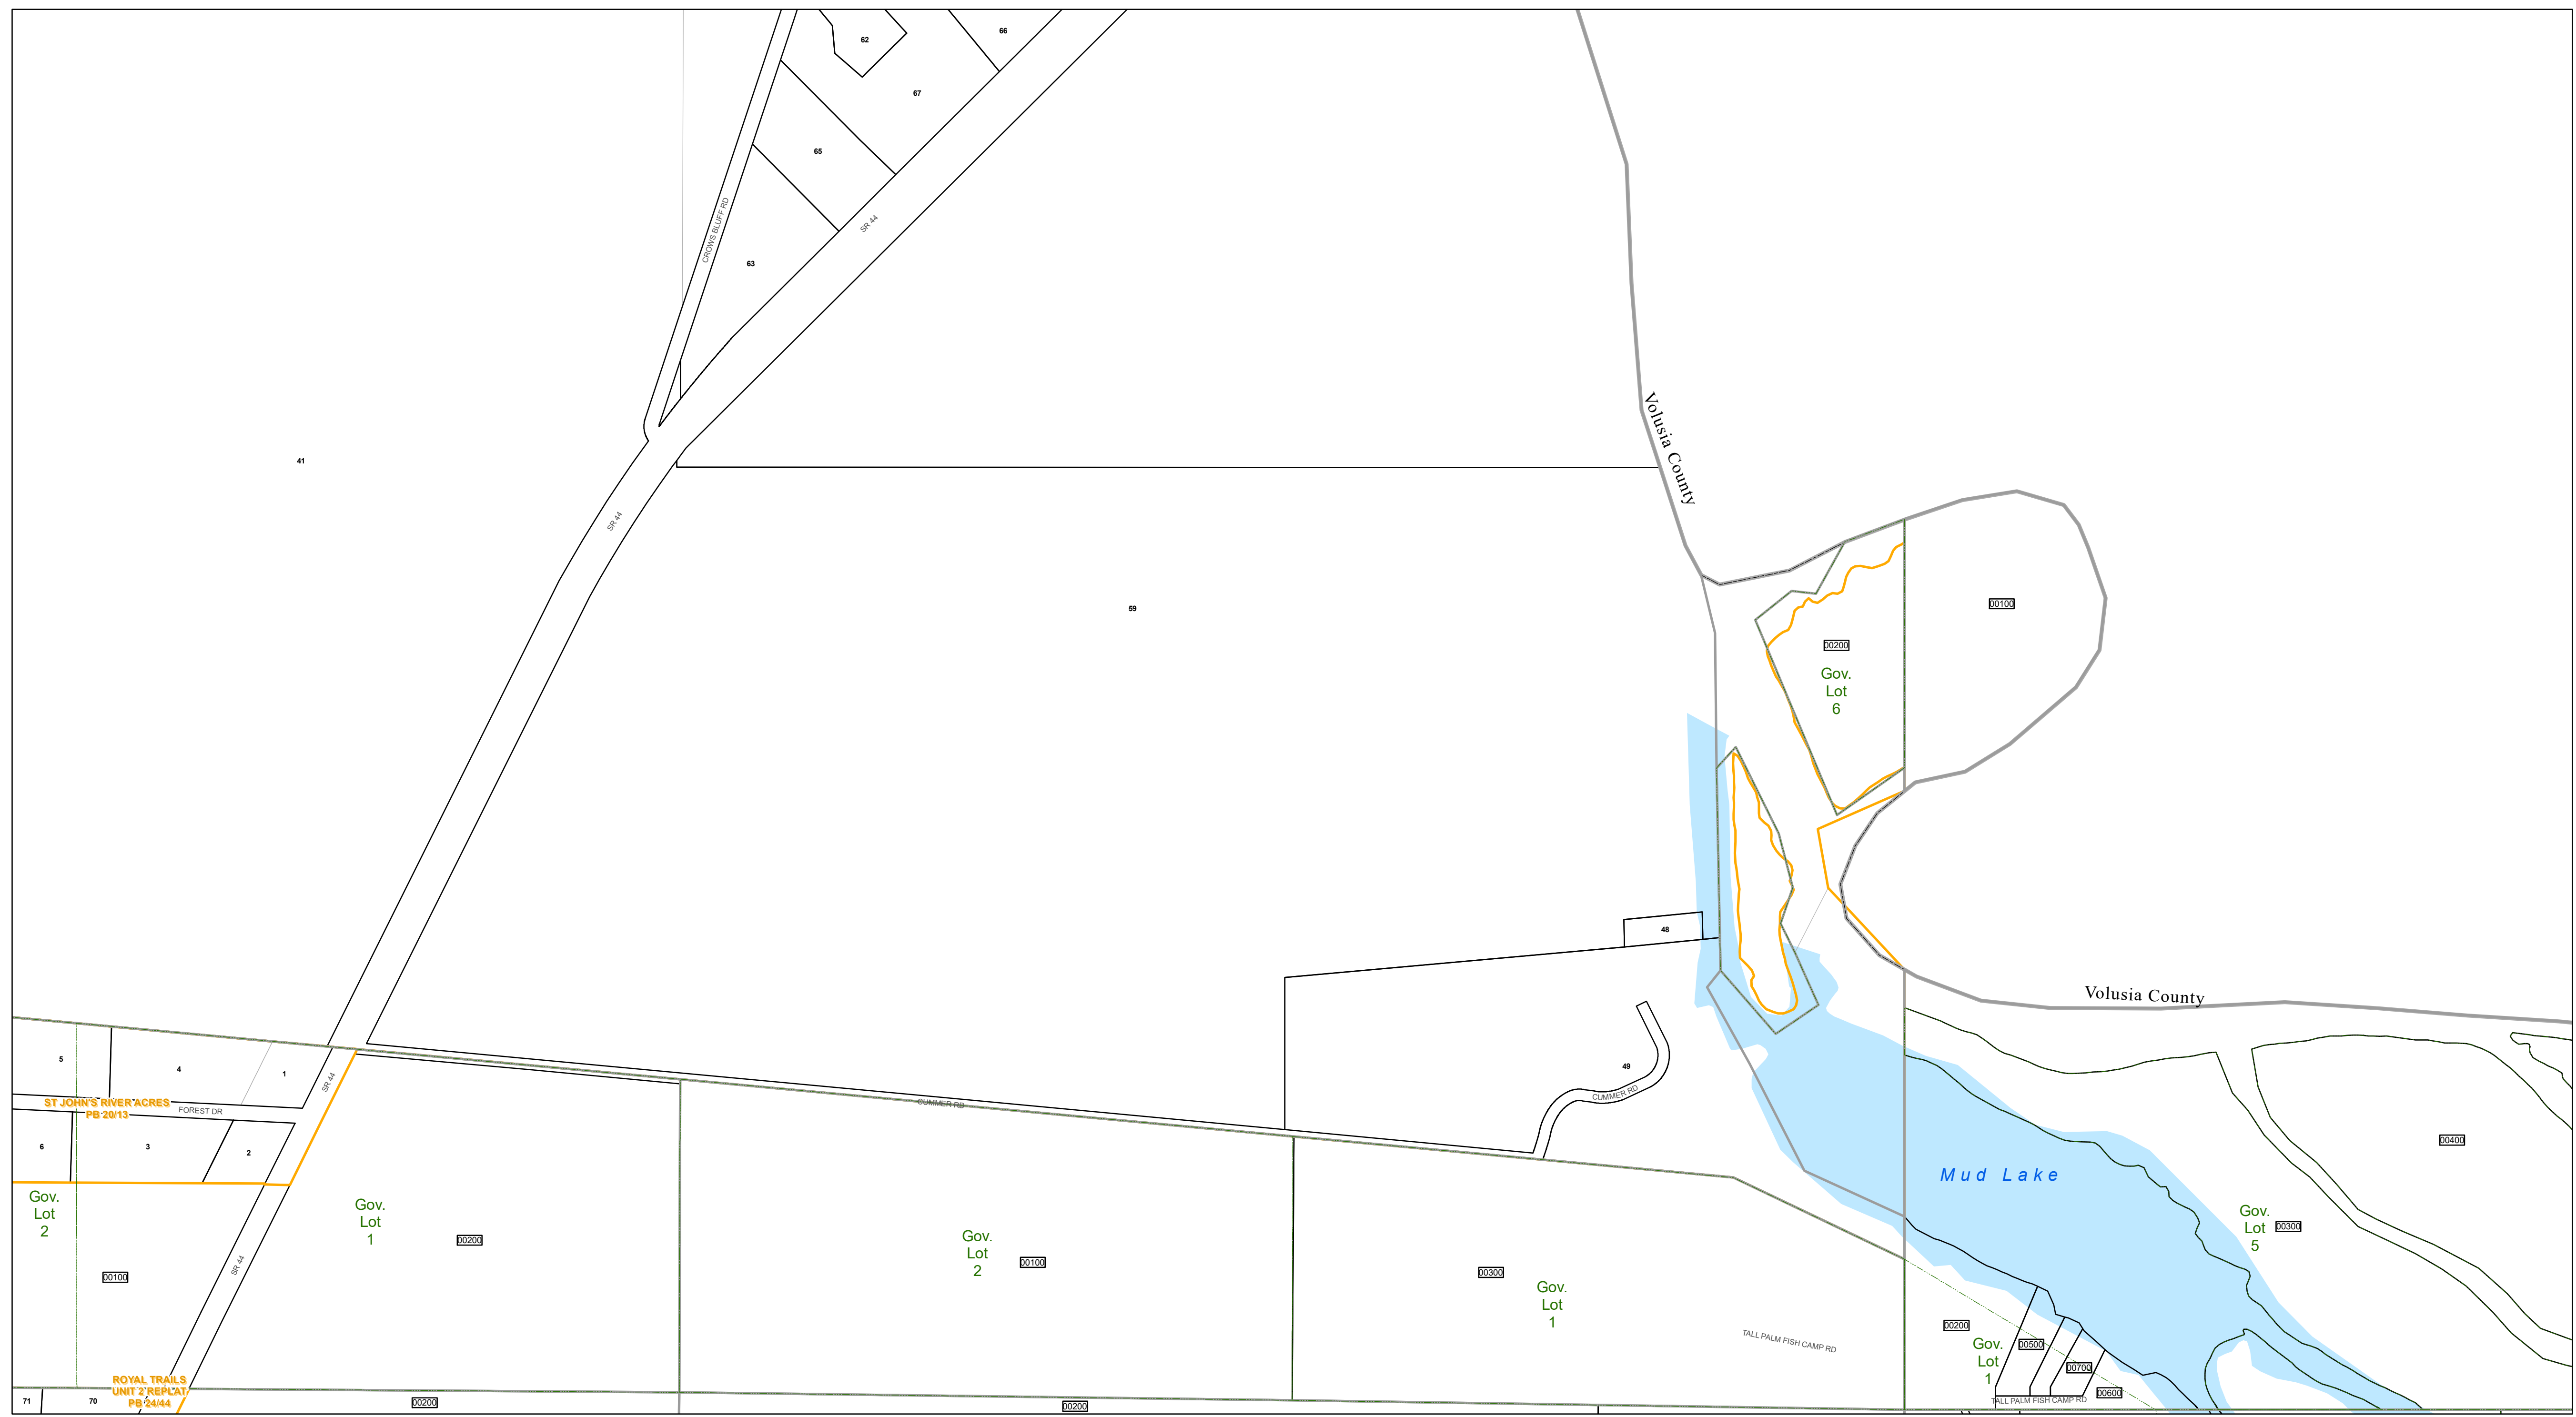 62
66
67
65
CROWS BLUFF RD
SR 44
63
Volusia County
41
SR 44
59
00100
00200
Gov.
Lot
6
48
Volusia County
49
CUMMER RD
CUMMER RD
5
4
1
SR 44
ST JOHN'S RIVER ACRES
PB 20/13
FOREST DR
6
3
2
Gov.
Lot
2
Gov.
Lot
1
00200
Gov.
Lot
2
00100
00300
Gov.
Lot
1
Mud Lake
00400
Gov.
Lot
5
00300
SR 44
00100
TALL PALM FISH CAMP RD
00200
Gov.
Lot
1
00500
00700
00600
TALL PALM FISH CAMP RD
ROYAL TRAILS
UNIT 2 REPLAT
PB 24/44
71
70
00200
00200